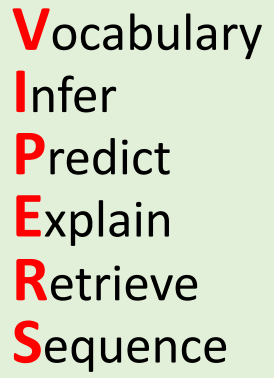 Vocabulary
Infer
Predict
Explain
Retrieve
Sequence